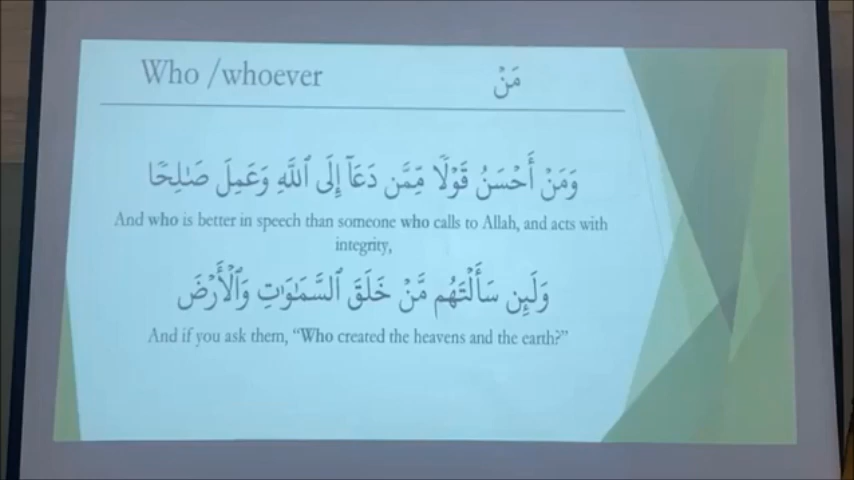 Who /whoever مَنْ
وَمَنْ أَحْسَنُ قَوْلًا مِّمَّن دَعَآ إِلَى ٱللَّهِ وَعَمِلَ صَـٰلِحًا
And who is better in speech than someone who calls to Allah, and acts with
integrity,
وَلَئِن سَأَلْتَهُم مَّنْ خَلَقَ ٱلسَّمَـٰوَٰتِ وَٱلْأَرْضَ
And if you ask them, “Who created the heavens and the earth?”